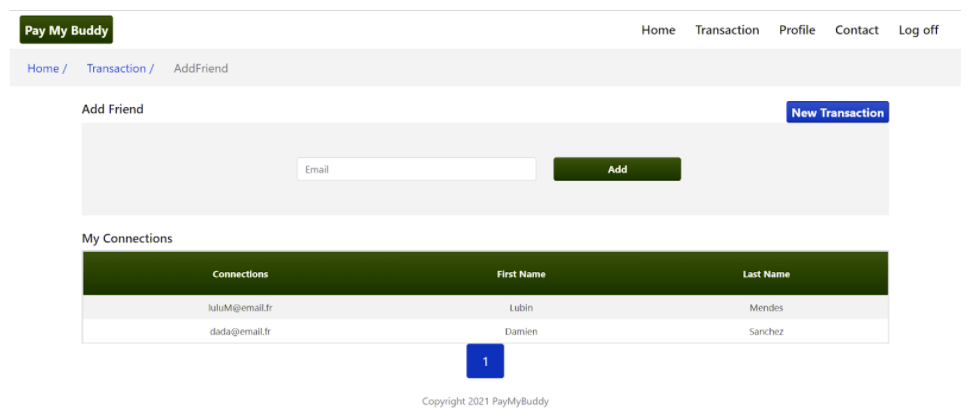 Pay My Buddy Home Transaction Profile Contact Log off
Home / Transaction / AddFriend
Add Friend
New Transaction
Email Add
My Connections
Connections First Name Last Name
luluM@email.fr Lubin Mendes
dada@email.fr Damien Sanchez
1
Copyright 2021 PayMyBuddy